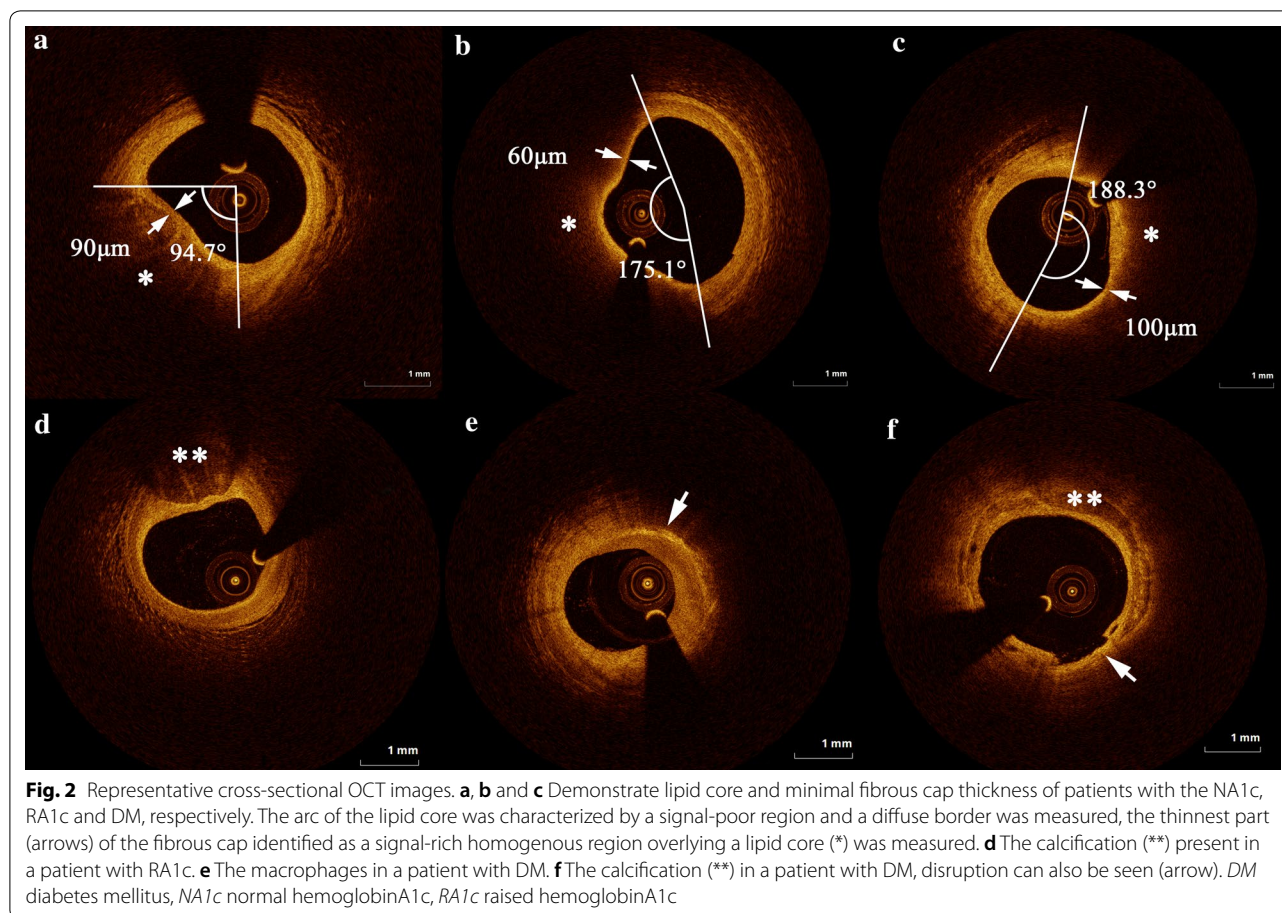 a
b
c
60μm
188.3°
*
*
90μm
94.7°
*
175.1°
100μm
1 mm
1 mm
1 mm
d
e
f
**
**
1 mm
1 mm
1 mm
Fig. 2 Representative cross-sectional OCT images. a, b and c Demonstrate lipid core and minimal fibrous cap thickness of patients with the NA1c,
RA1c and DM, respectively. The arc of the lipid core was characterized by a signal-poor region and a diffuse border was measured, the thinnest part
(arrows) of the fibrous cap identified as a signal-rich homogenous region overlying a lipid core (*) was measured. d The calcification (**) present in
a patient with RA1c. e The macrophages in a patient with DM. f The calcification (**) in a patient with DM, disruption can also be seen (arrow). DM
diabetes mellitus, NA1c normal hemoglobinA1c, RA1c raised hemoglobinA1c